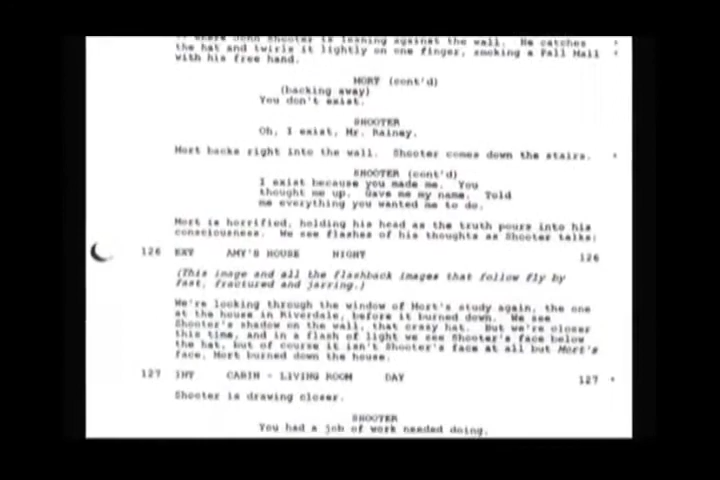 where John Shooter is leaning against the wall. He catches
the hat and twirls it lightly on one finger, smoking a Pall Mall *
with his free hand.
MORT (cont'd)
(backing away)
You don't exist.
SHOOTER
Oh, I exist, Mr. Rainey.
Mort backs right into the wall. Shooter comes down the stairs. *
SHOOTER (cont'd)
I exist because you made me. You
thought me up. Gave me my name. Told
me everything you wanted me to do.
Mort is horrified, holding his head as the truth pours into his
consciousness. We see flashes of his thoughts as Shooter talks:
126 EXT AMY'S HOUSE NIGHT 126
(This image and all the flashback images that follow fly by
fast, fractured and jarring.)
We're looking through the window of Mort's study again, the one
at the house in Riverdale, before it burned down. We see
Shooter's shadow on the wall, that crazy hat. But we're closer
this time, and in a flash of light we see Shooter's face below
the hat, but of course it isn't Shooter's face at all but Mort's
face, Mort burned down the house.
127 INT CABIN - LIVING ROOM DAY 127 *
Shooter is drawing closer.
SHOOTER
You had a job of work needed doing.